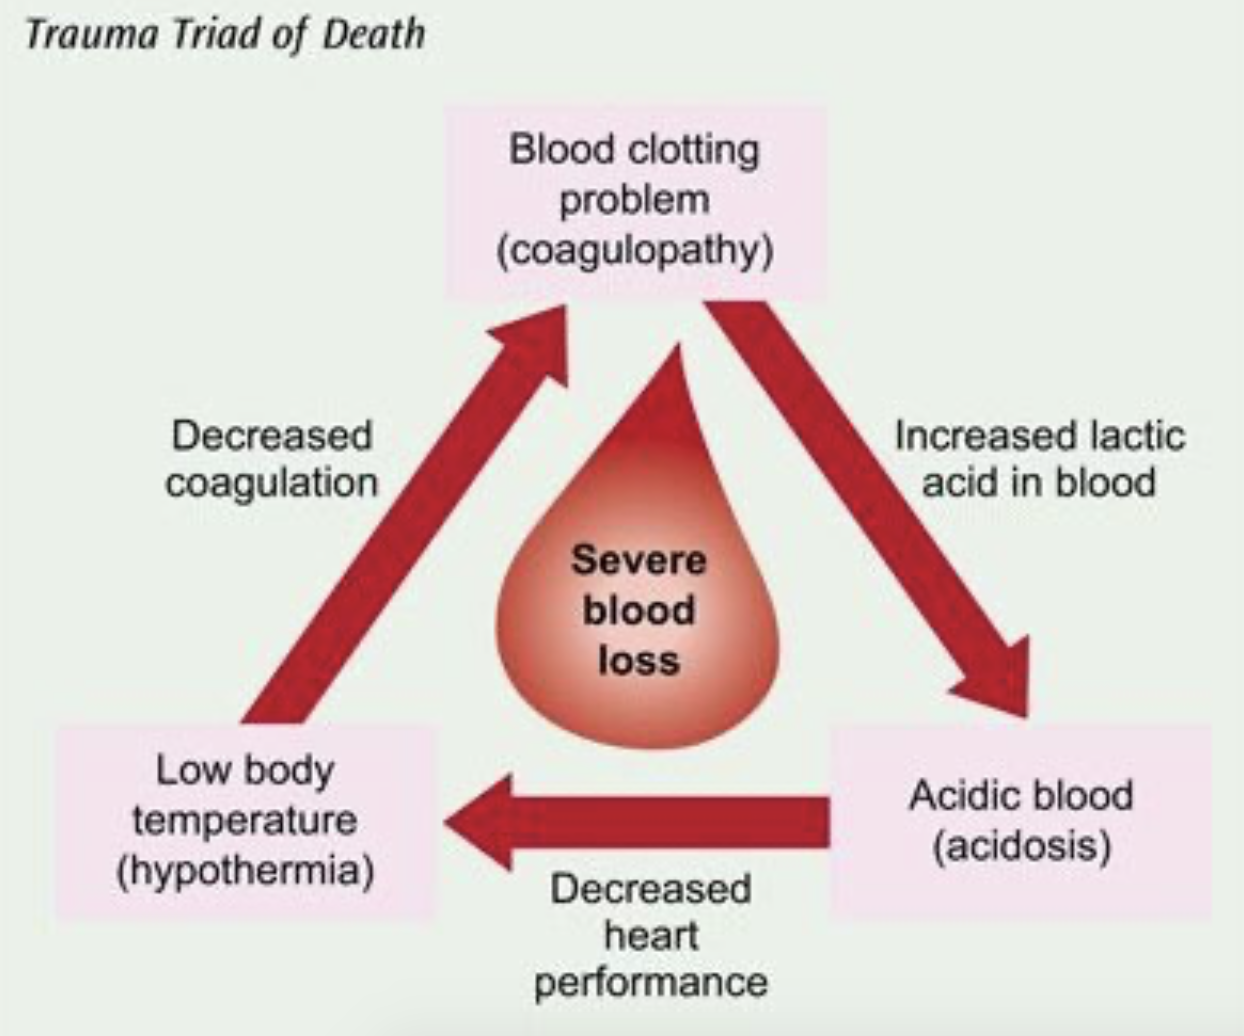 Trauma Triad of Death
Blood clotting
problem
(coagulopathy)
Decreased
coagulation
Increased lactic
acid in blood
Severe
blood
loss
Low body
temperature
(hypothermia)
Acidic blood
(acidosis)
Decreased
heart
performance